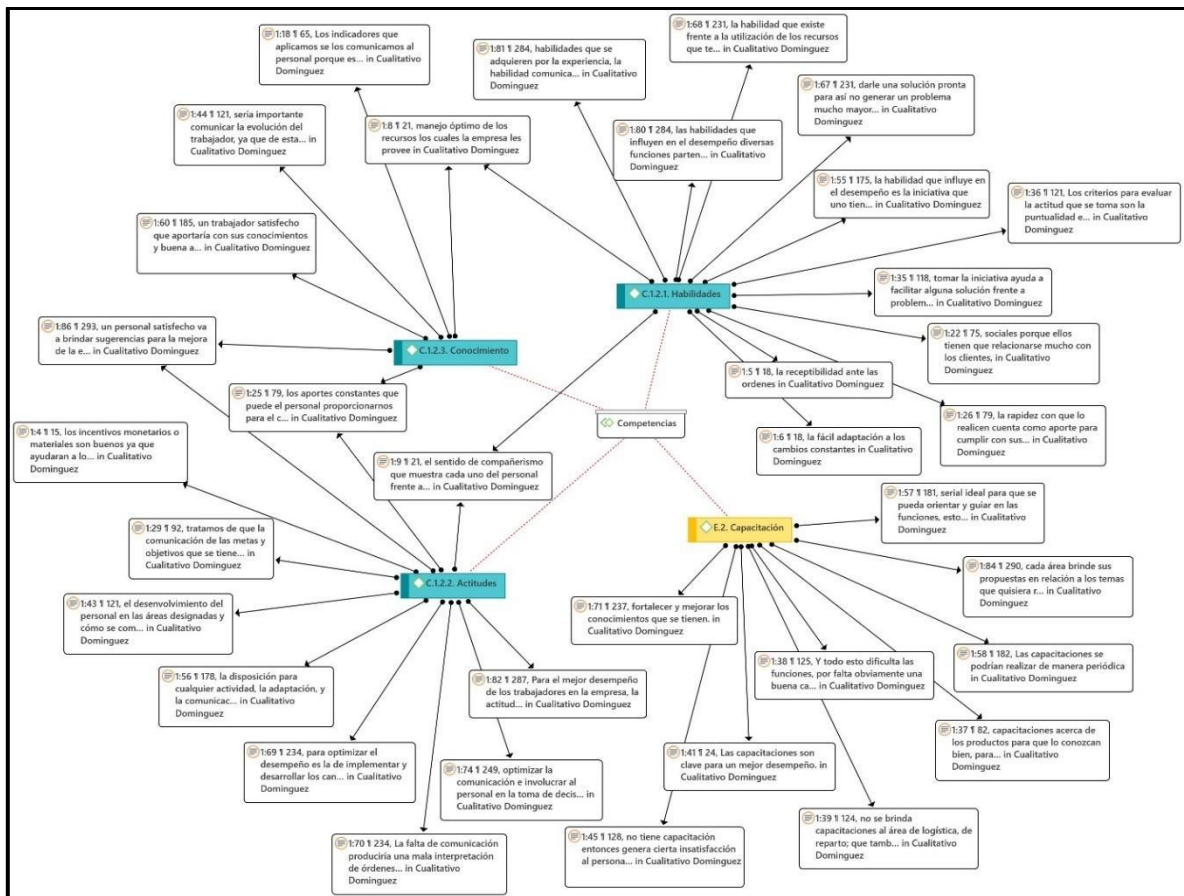 1:18 ¶ 65, Los indicadores que
aplicamos se los comunicamos al
personal porque es... in Cualitativo
Dominguez
1:81 ¶ 284, habilidades que se
adquieren por la experiencia, la
habilidad comunica... in Cualitativo
Dominguez
1:68 ¶ 231, la habilidad que existe
frente a la utilización de los recursos
que te... in Cualitativo Dominguez
1:67 ¶ 231, darle una solución pronta
para así no generar un problema
mucho mayor... in Cualitativo
Dominguez
1:44 ¶ 121, sería importante
comunicar la evolución del
trabajador, ya que de esta... in
Cualitativo Dominguez
1:8 ¶ 21, manejo óptimo de los
recursos los cuales la empresa les
provee in Cualitativo Dominguez
1:80 ¶ 284, las habilidades que
influyen en el desempeño diversas
funciones parten... in Cualitativo
Dominguez
1:55 ¶ 175, la habilidad que influye en
el desempeño es la iniciativa que
uno tien... in Cualitativo Dominguez
1:36 ¶ 121, Los criterios para evaluar
la actitud que se toma son la
puntualidad e... in Cualitativo
Dominguez
1:60 ¶ 185, un trabajador satisfecho
que aportaría con sus conocimientos
y buena a... in Cualitativo
Dominguez
C.1.2.1. Habilidades
1:35 ¶ 118, tomar la iniciativa ayuda a
facilitar alguna solución frente a
problem... in Cualitativo Dominguez
1:86 ¶ 293, un personal satisfecho va
a brindar sugerencias para la mejora
de la e... in Cualitativo Dominguez
C.1.2.3. Conocimiento
1:22 ¶ 75, sociales porque ellos
tienen que relacionarse mucho con
los clientes, in Cualitativo
Dominguez
1:5 ¶ 18, la receptibilidad ante las
ordenes in Cualitativo Dominguez
1:25 ¶ 79, los aportes constantes que
puede el personal proporcionarnos
para el c... in Cualitativo Dominguez
1:26 ¶ 79, la rapidez con que lo
realicen cuenta como aporte para
cumplir con sus... in Cualitativo
Dominguez
Competencias
1:4 ¶ 15, los incentivos monetarios o
materiales son buenos ya que
ayudaran a lo... in Cualitativo
Dominguez
1:6 ¶ 18, la fácil adaptación a los
cambios constantes in Cualitativo
Dominguez
1:9 ¶ 21, el sentido de compañerismo
que muestra cada uno del personal
frente a... in Cualitativo Dominguez
1:57 ¶ 181, serial ideal para que se
pueda orientar y guiar en las
funciones, esto... in Cualitativo
Dominguez
E.2. Capacitación
1:29 ¶ 92, tratamos de que la
comunicación de las metas y
objetivos que se tiene... in
Cualitativo Dominguez
1:84 ¶ 290, cada área brinde sus
propuestas en relación a los temas
que quisiera r... in Cualitativo
Dominguez
C.1.2.2. Actitudes
1:43 ¶ 121, el desenvolvimiento del
personal en las áreas designadas y
cómo se com... in Cualitativo
Dominguez
1:71 ¶ 237, fortalecer y mejorar los
conocimientos que se tienen. in
Cualitativo Dominguez
1:58 ¶ 182, Las capacitaciones se
podrían realizar de manera periódica
in Cualitativo Dominguez
1:38 ¶ 125, Y todo esto dificulta las
funciones, por falta obviamente una
buena ca... in Cualitativo Dominguez
1:56 ¶ 178, la disposición para
cualquier actividad, la adaptación, y
la comunicac... in Cualitativo
Dominguez
1:82 ¶ 287, Para el mejor desempeño
de los trabajadores en la empresa, la
actitud... in Cualitativo Dominguez
1:37 ¶ 82, capacitaciones acerca de
los productos para que lo conozcan
bien, para... in Cualitativo
Dominguez
1:69 ¶ 234, para optimizar el
desempeño es la de implementar y
desarrollar los can... in Cualitativo
Dominguez
1:41 ¶ 24, Las capacitaciones son
clave para un mejor desempeño. in
Cualitativo Dominguez
1:74 ¶ 249, optimizar la
comunicación e involucrar al
personal en la toma de decis... in
Cualitativo Dominguez
1:39 ¶ 124, no se brinda
capacitaciones al área de logística, de
reparto; que tamb... in Cualitativo
Dominguez
1:45 ¶ 128, no tiene capacitación
entonces genera cierta insatisfacción
al persona... in Cualitativo
Dominguez
1:70 ¶ 234, La falta de comunicación
produciría una mala interpretación
de órdenes... in Cualitativo
Dominguez